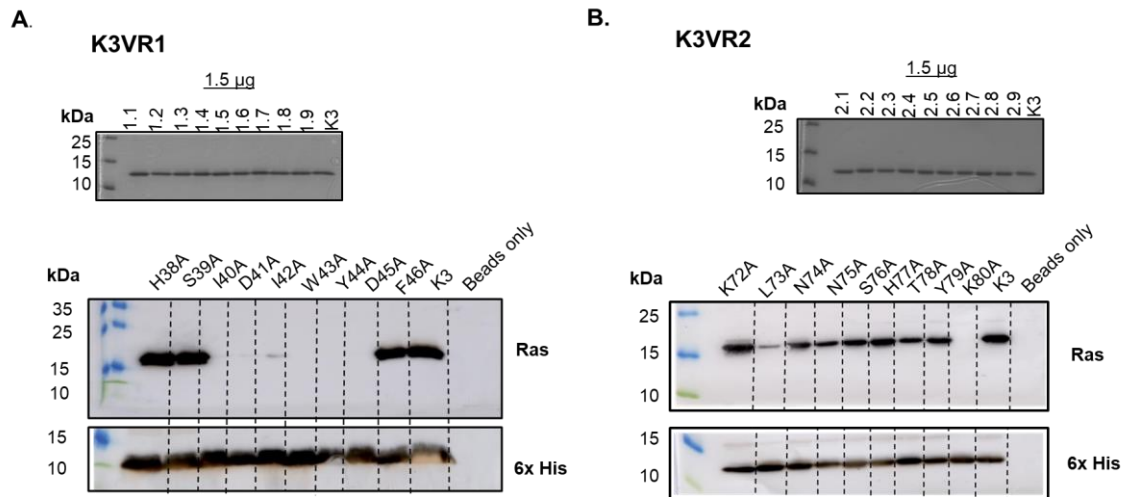 A.
K3VR1
1.5 µg
kDa
1.1 1.2 1.3 1.4 1.5 1.6 1.7 1.8 1.9 K3
25
15
10
kDa
H38A S39A I40A D41A I42A W43A Y44A D45A F46A K3 Beads only
35
25
15
10
Ras
15
10
6x His
B.
K3VR2
1.5 µg
kDa
2.1 2.2 2.3 2.4 2.5 2.6 2.7 2.8 2.9 K3
25
15
10
kDa
K72A L73A N74A N75A S76A H77A T78A Y79A K80A K3 Beads only
25
15
10
Ras
15
10
6x His